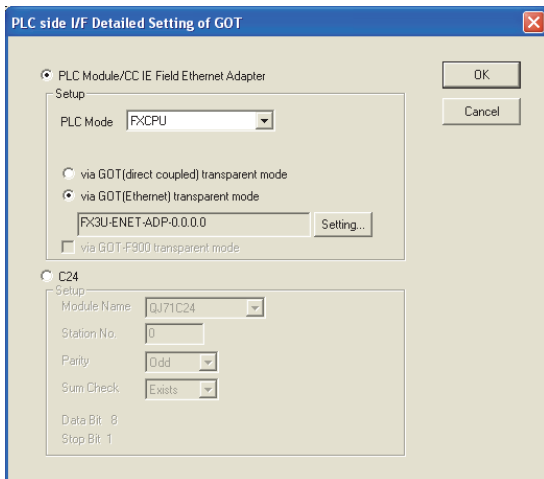 PLC side I/F Detailed Setting of GOT
PLC Module/CC IE Field Ethernet Adapter
OK
Setup
PLC Mode FXCPU
Cancel
via GOT(direct coupled) transparent mode
via GOT(Ethernet) transparent mode
FX3U-ENET-ADP-0.0.0.0 Setting...
via GOT-F900 transparent mode
C24
Setup
Module Name QJ71C24
Station No. 0
Parity Odd
Sum Check Exists
Data Bit 8
Stop Bit 1